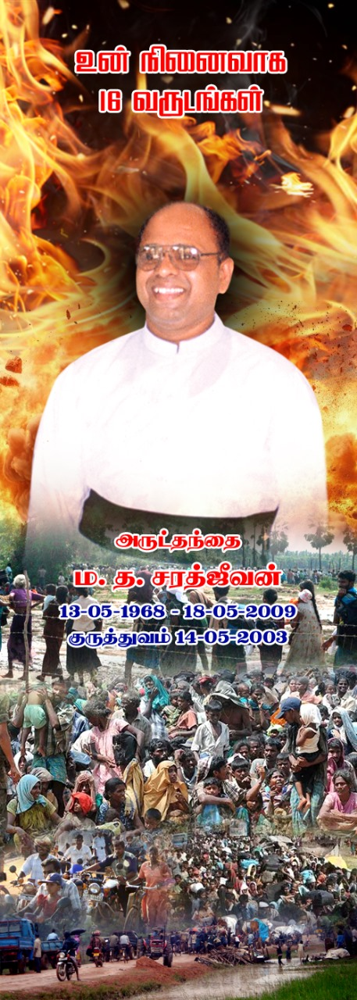 உன் நினைவாக
16 வருடங்கள்
அருட்தந்தை
ம. த. சரத்ஜீவன்
13-05-1968 - 18-05-2009
குருத்துவம் 14-05-2003